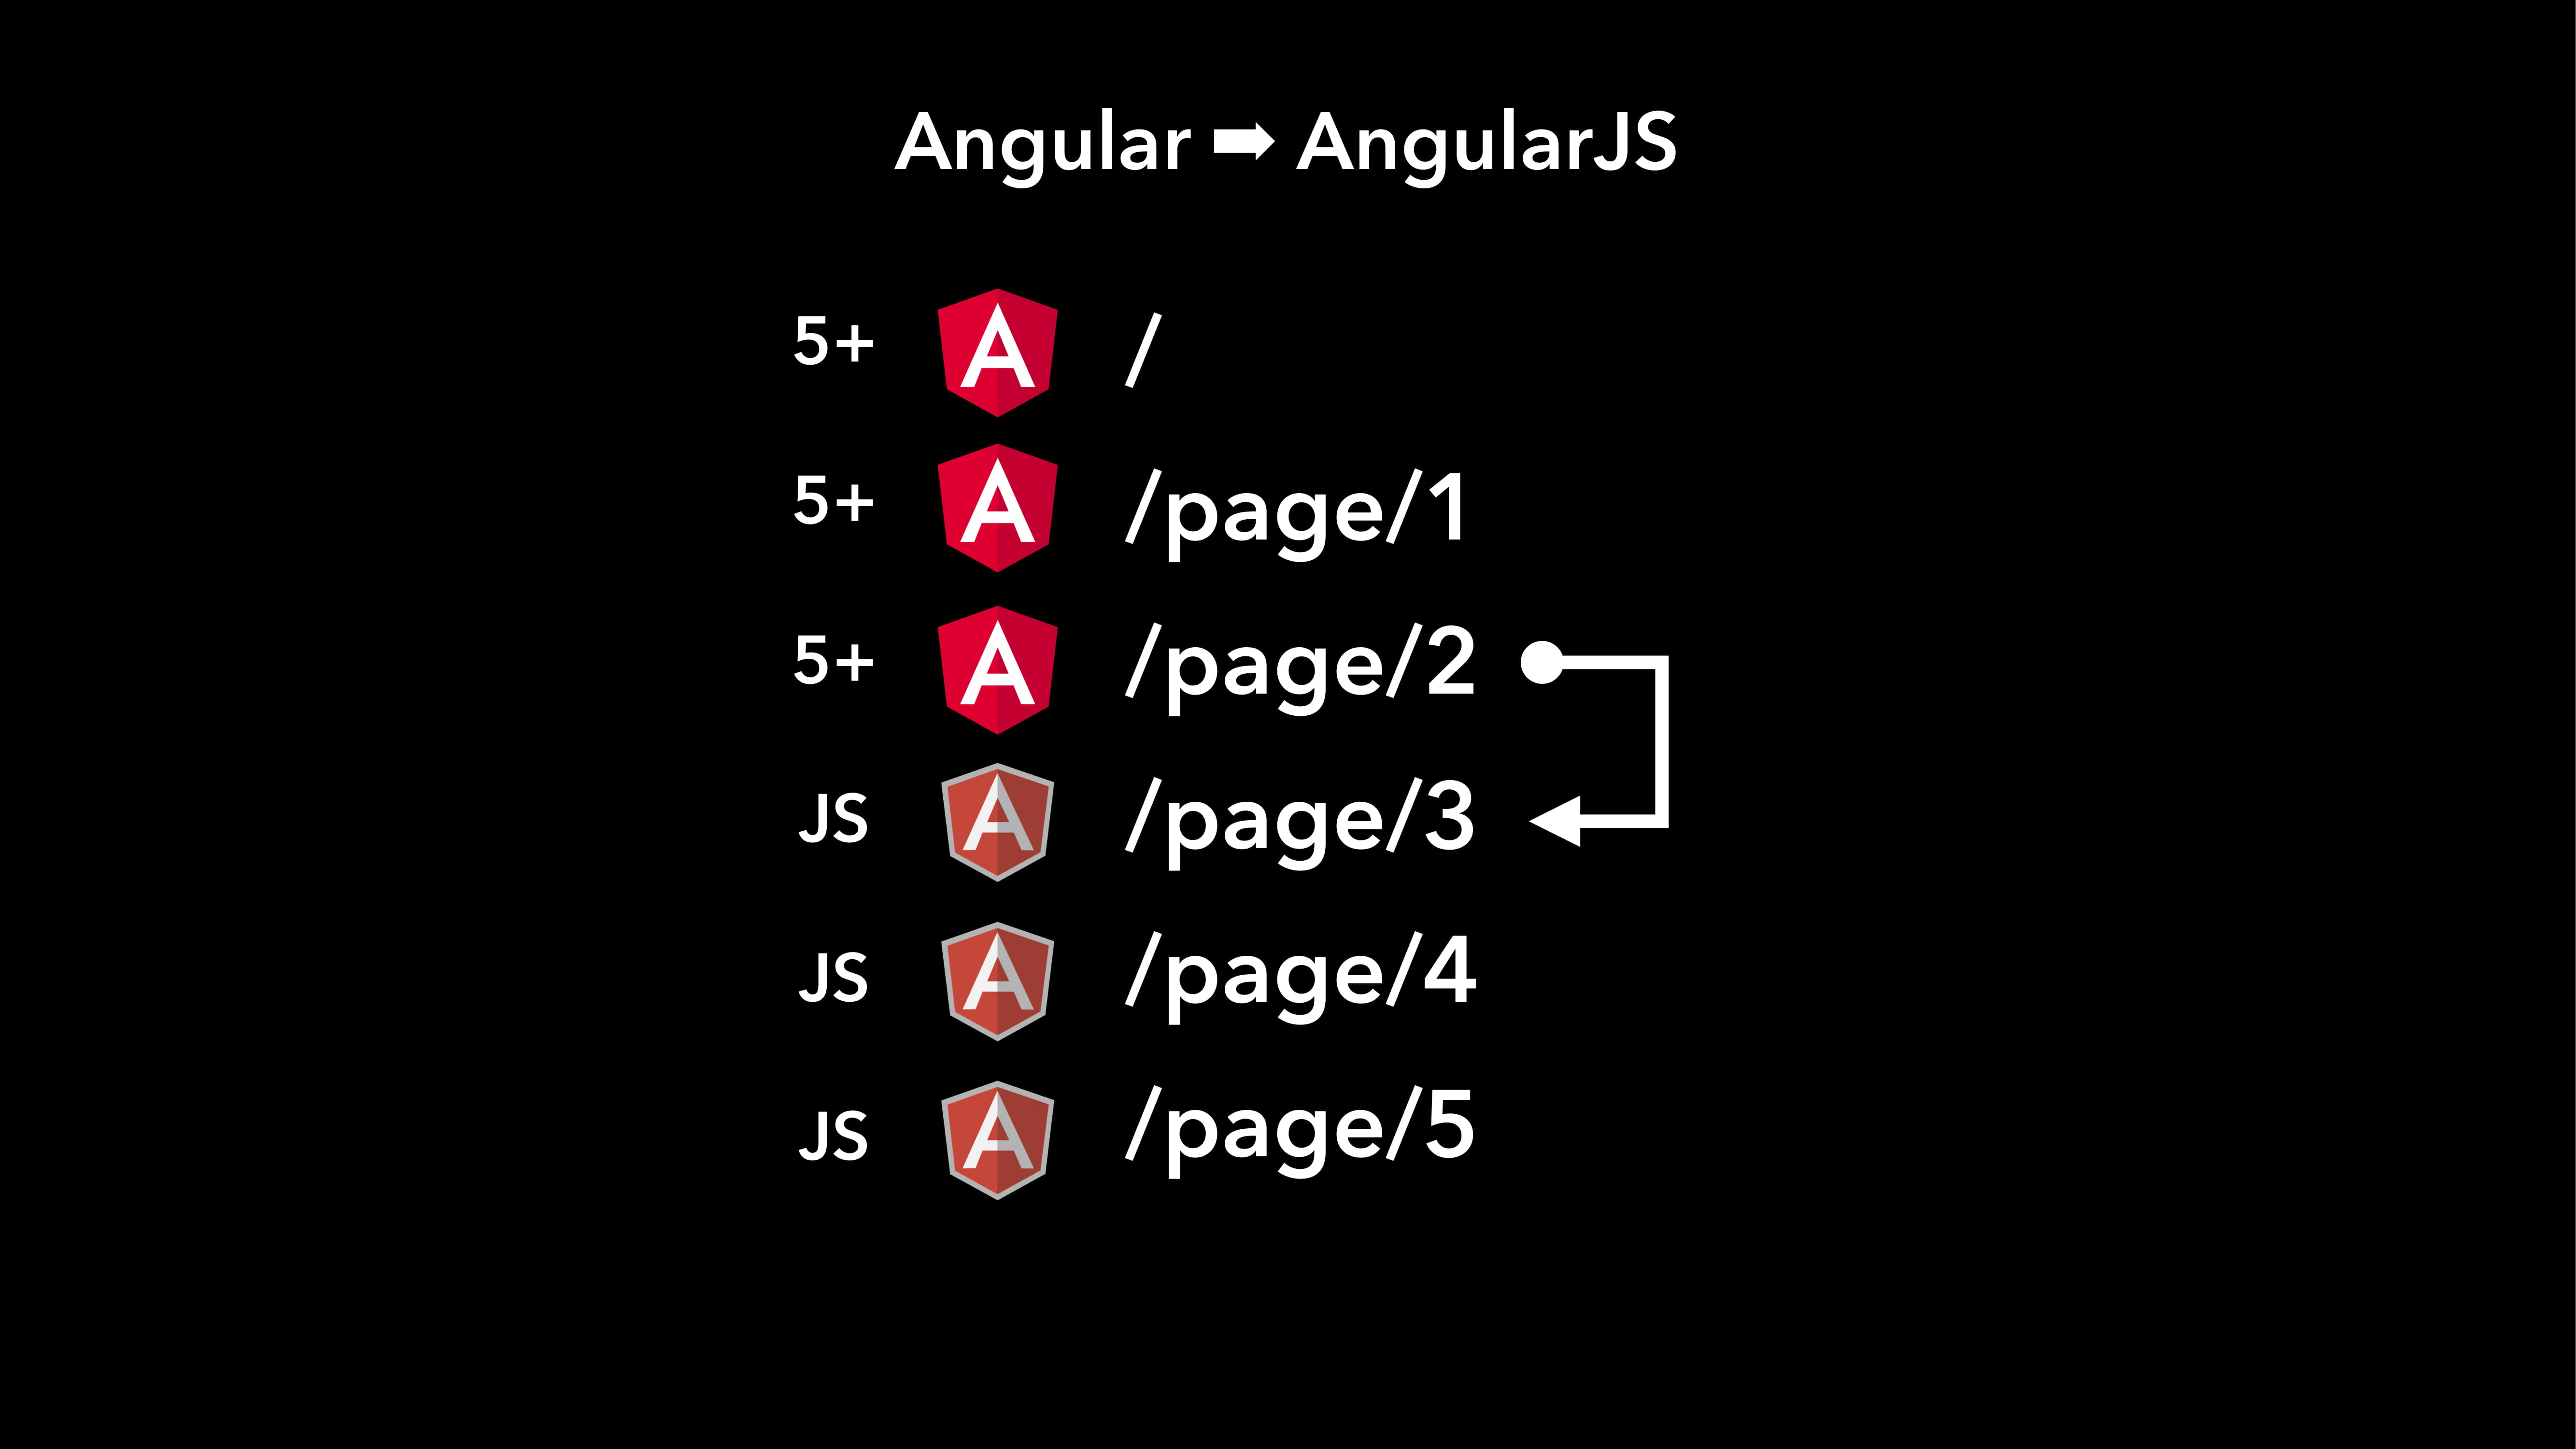 Angular ➡ AngularJS
5+ A /
5+ A /page/1
5+ A /page/2
JS A /page/3
JS A /page/4
JS A /page/5